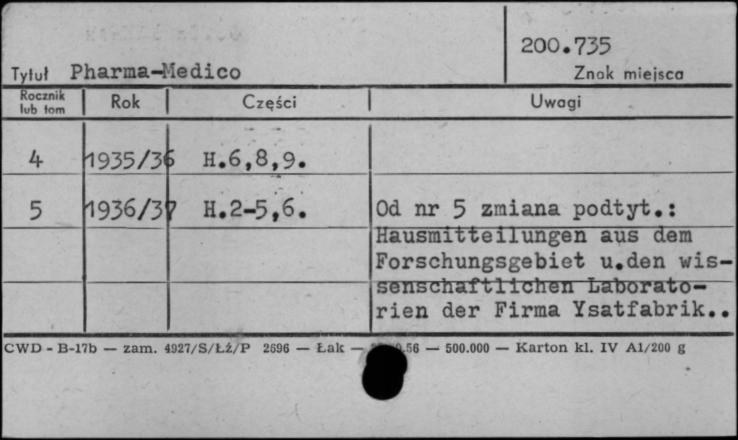 200.735
Tytuł Pharma-Medico
Znak miejsca
Rocznik lub tom Rok Części Uwagi
4 1935/36 H.6,8,9.
5 1936/37 H.2-5,6. Od nr 5 zmiana podtyt.:
Hausmitteilungen aus dem
Forschungsgebiet u.den wis-
senschaftlichen Laborato-
rien der Firma Ysatfabrik..
CWD - B-17b — zam. 4927/S/Łź/P 2696 — Łak — 56 — 500.000 — Karton kl. IV A1/200 g